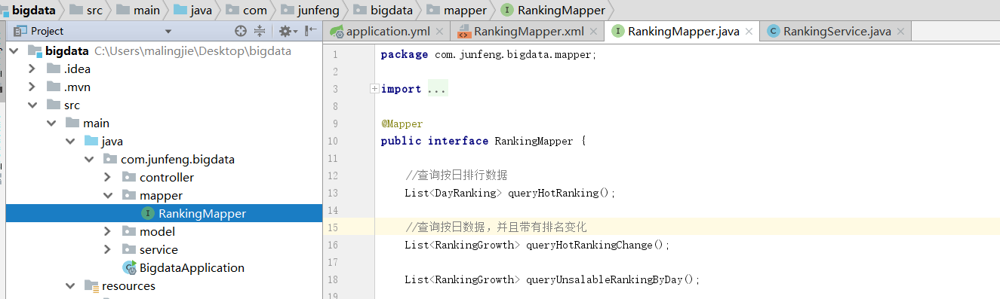 bigdata src main java com junfeng bigdata mapper RankingMapper
Project
application.yml RankingMapper.xml RankingMapper.java RankingService.java
bigdata C:\Users\malingjie\Desktop\bigdata
.idea
.mvn
src
main
java
com.junfeng.bigdata
controller
mapper
RankingMapper
model
service
BigdataApplication
resources
1 package com.junfeng.bigdata.mapper;
2
3 import ...
8
9 @Mapper
10 public interface RankingMapper {
11
12 //查询按日排行数据
13 List<DayRanking> queryHotRanking();
14
15 //查询按日数据，并且带有排名变化
16 List<RankingGrowth> queryHotRankingChange();
17
18 List<RankingGrowth> queryUnsalableRankingByDay();
19